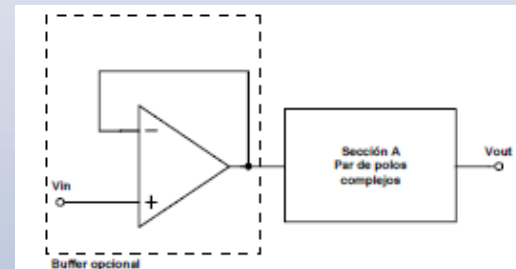 Vin
Buffer opcional
Sección A
Par de polos
complejos
Vout